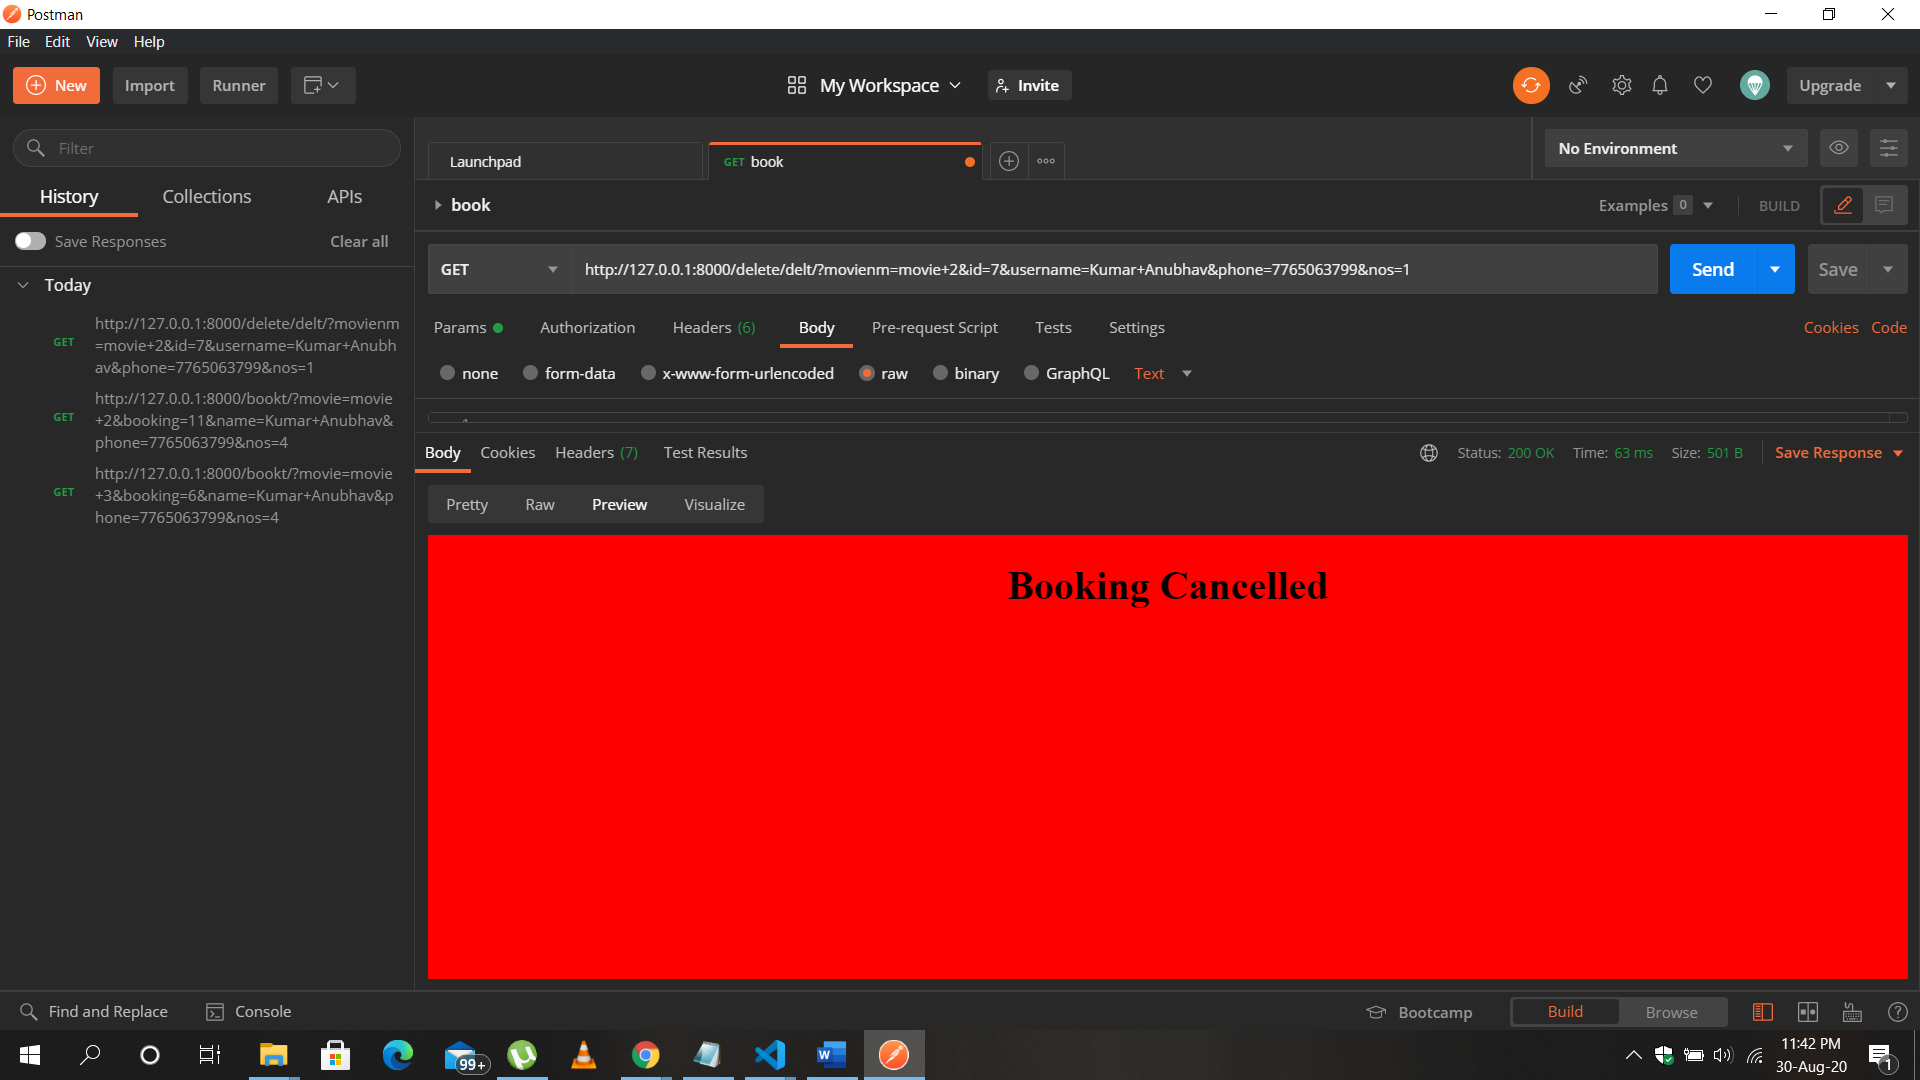 Postman
File Edit View Help
New Import Runner My Workspace Invite Upgrade
Filter
Launchpad GET book No Environment
History Collections APIs
book Examples 0 BUILD
Save Responses Clear all
GET http://127.0.0.1:8000/delete/delt/?movienm=movie+2&id=7&username=Kumar+Anubhav&phone=7765063799&nos=1 Send Save
Today
http://127.0.0.1:8000/delete/delt/?movienm
GET =movie+2&id=7&username=Kumar+Anubh
av&phone=7765063799&nos=1
http://127.0.0.1:8000/bookt/?movie=movie
GET +2&booking=11&name=Kumar+Anubhav&
phone=7765063799&nos=4
http://127.0.0.1:8000/bookt/?movie=movie
GET +3&booking=6&name=Kumar+Anubhav&p
hone=7765063799&nos=4
Params Authorization Headers (6) Body Pre-request Script Tests Settings Cookies Code
none form-data x-www-form-urlencoded raw binary GraphQL Text
Body Cookies Headers (7) Test Results Status: 200 OK Time: 63 ms Size: 501 B Save Response
Pretty Raw Preview Visualize
Booking Cancelled
Find and Replace Console Bootcamp Build Browse
99+
W
11:42 PM
30-Aug-20
1